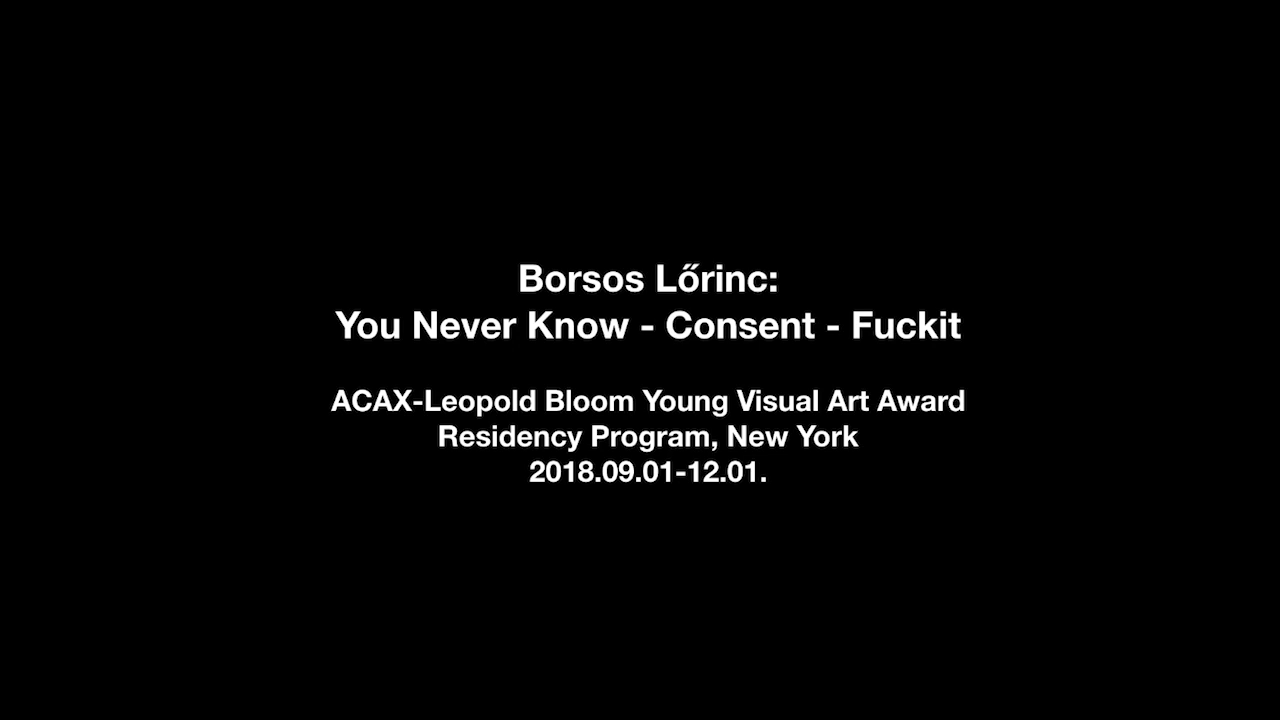 Borsos Lőrinc:
You Never Know - Consent - Fuckit
ACAX-Leopold Bloom Young Visual Art Award
Residency Program, New York
2018.09.01-12.01.